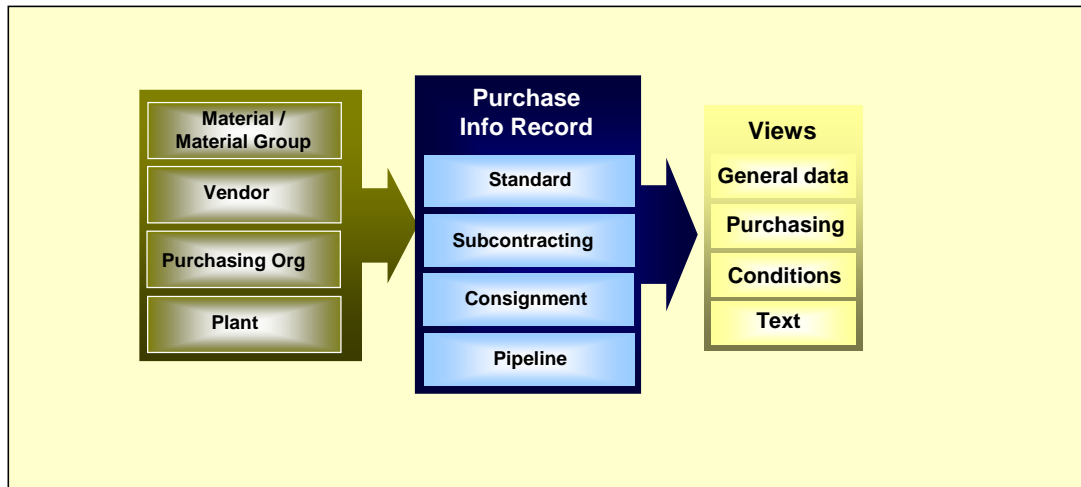 Material /
Material Group
Vendor
Purchasing Org
Plant
Purchase
Info Record
Standard
Subcontracting
Consignment
Pipeline
Views
General data
Purchasing
Conditions
Text